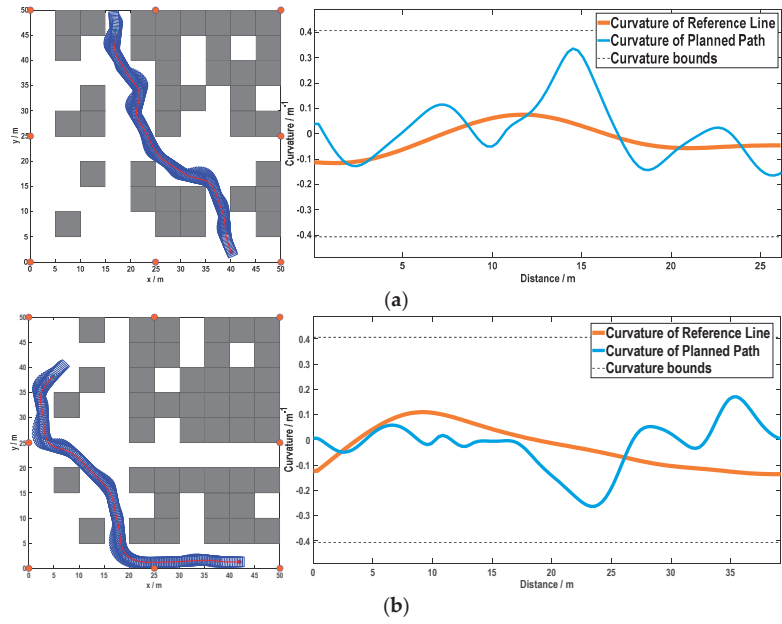 50
45
40
35
30
25
20
15
10
5
0
y / m
0 5 10 15 20 25 30 35 40 45 50
x / m
0.4
0.3
0.2
0.1
0
-0.1
-0.2
-0.3
-0.4
Curvature / m⁻¹
Curvature of Reference Line
Curvature of Planned Path
Curvature bounds
5 10 15 20 25
Distance / m
(a)
50
45
40
35
30
25
20
15
10
5
0
y / m
0 5 10 15 20 25 30 35 40 45 50
x / m
0.4
0.3
0.2
0.1
0
-0.1
-0.2
-0.3
-0.4
Curvature / m⁻¹
Curvature of Reference Line
Curvature of Planned Path
Curvature bounds
0 5 10 15 20 25 30 35
Distance / m
(b)